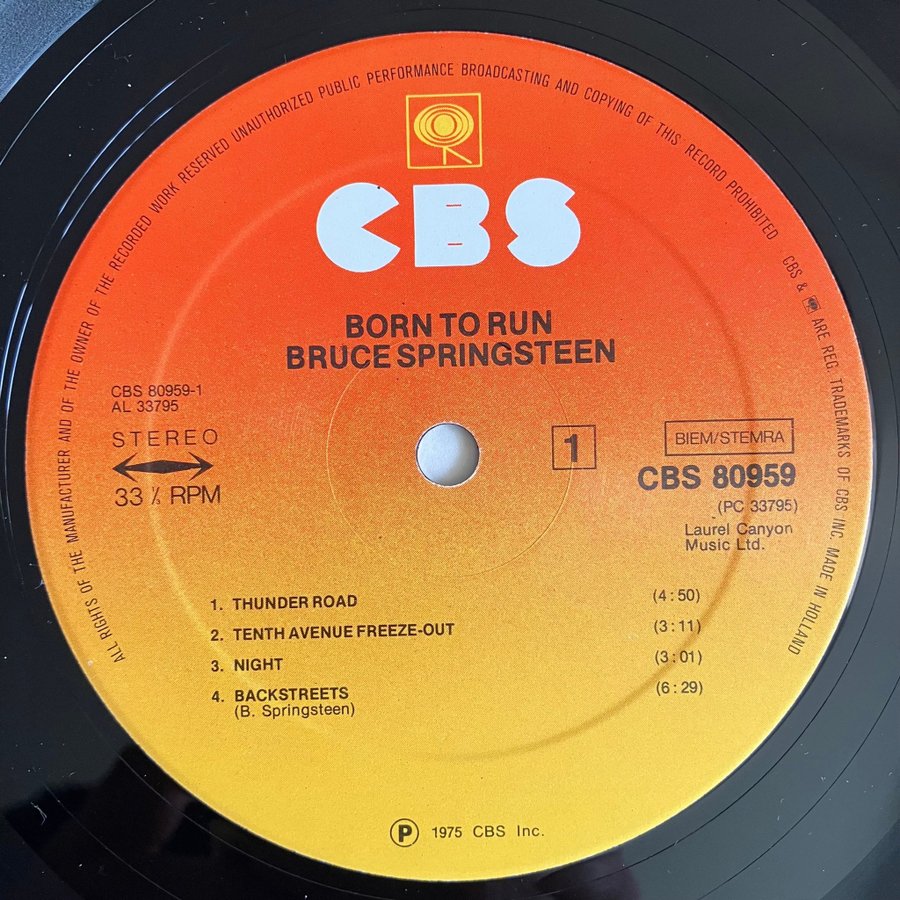 ALL RIGHTS OF THE MANUFACTURER AND OF THE OWNER OF THE RECORDED WORK RESERVED UNAUTHORIZED PUBLIC PERFORMANCE BROADCASTING AND COPYING OF THIS RECORD PROHIBITED
CBS & ARE REG. TRADEMARKS OF CBS INC. MADE IN HOLLAND
CBS
BORN TO RUN
BRUCE SPRINGSTEEN
CBS 80959-1
AL 33795
STEREO
33 ⅓ RPM
1
BIEM/STEMRA
CBS 80959
(PC 33795)
Laurel Canyon
Music Ltd.
1. THUNDER ROAD (4:50)
2. TENTH AVENUE FREEZE-OUT (3:11)
3. NIGHT (3:01)
4. BACKSTREETS (6:29)
(B. Springsteen)
Ⓟ 1975 CBS Inc.